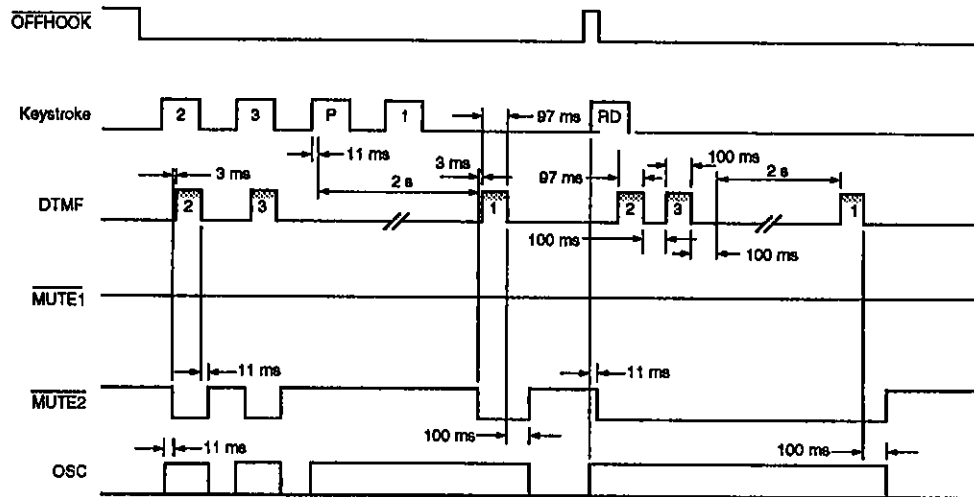 OFFHOOK
Keystroke 2 3 P 1 97 ms RD
11 ms 100 ms
3 ms 3 ms 2 s
2 s 97 ms
DTMF 2 3 1 2 3 1
100 ms 100 ms
MUTE1
11 ms 11 ms
MUTE2
100 ms 100 ms
11 ms
OSC